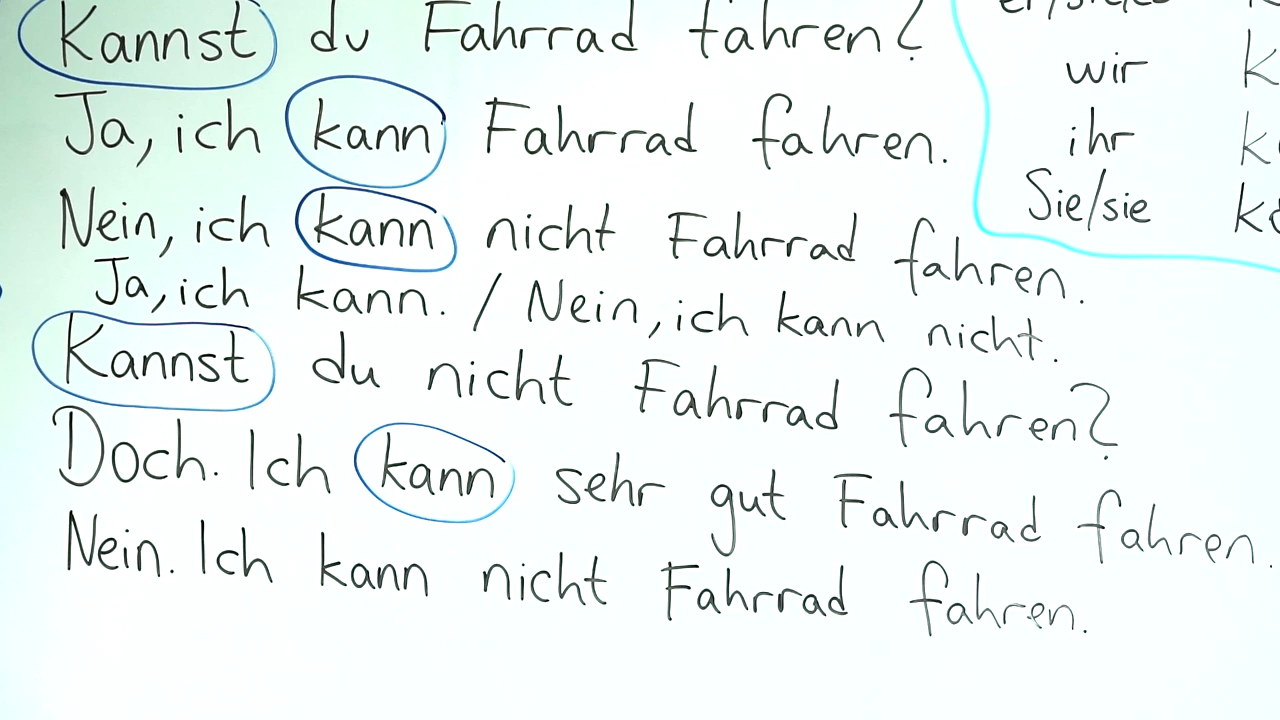 Kannst du Fahrrad fahren?
Ja, ich kann Fahrrad fahren.
Nein, ich kann nicht Fahrrad fahren.
Ja, ich kann. / Nein, ich kann nicht.
Kannst du nicht Fahrrad fahren?
Doch. Ich kann sehr gut Fahrrad fahren.
Nein. Ich kann nicht Fahrrad fahren.
wir
ihr
Sie/sie